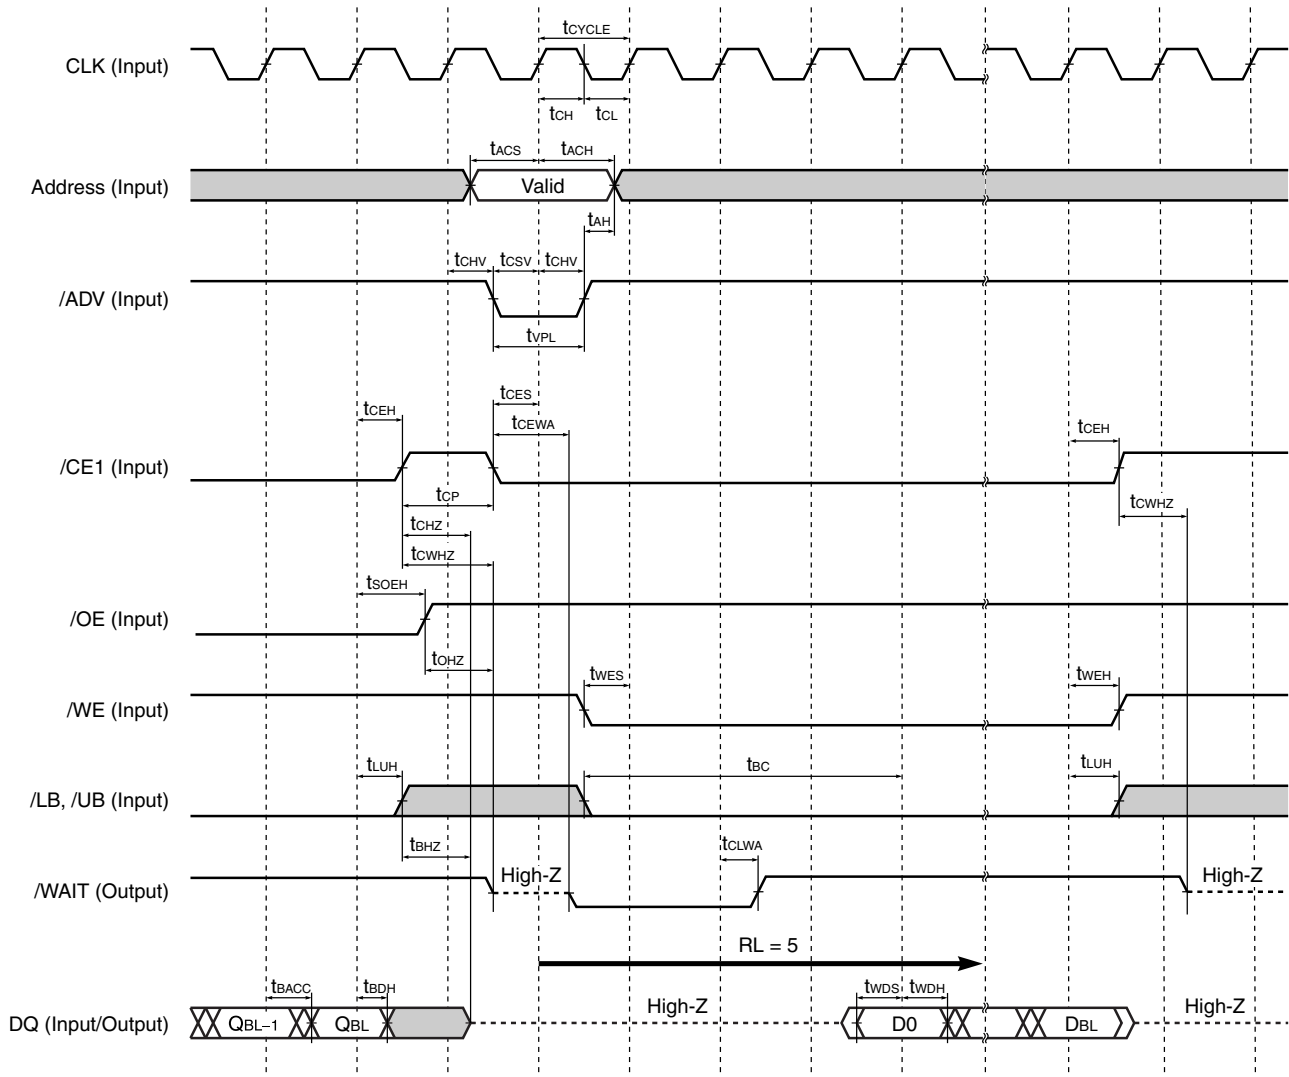 tCYCLE
CLK (Input)
tCH tCL
tACS tACH
Address (Input) Valid
tAH
tCHV tCSV tCHV
/ADV (Input)
tVPL
tCES
tCEH
tCEWA
tCEH
/CE1 (Input)
tCP
tCWHZ
tCHZ
tCWHZ
tSOEH
/OE (Input)
tOHZ
tWES tWEH
/WE (Input)
tLUH tBC tLUH
/LB, /UB (Input)
tBHZ tCLWA
High-Z High-Z
/WAIT (Output)
RL = 5
tBACC tBDH tWDS tWDH
High-Z High-Z
DQ (Input/Output) QBL−1 QBL D0 DBL